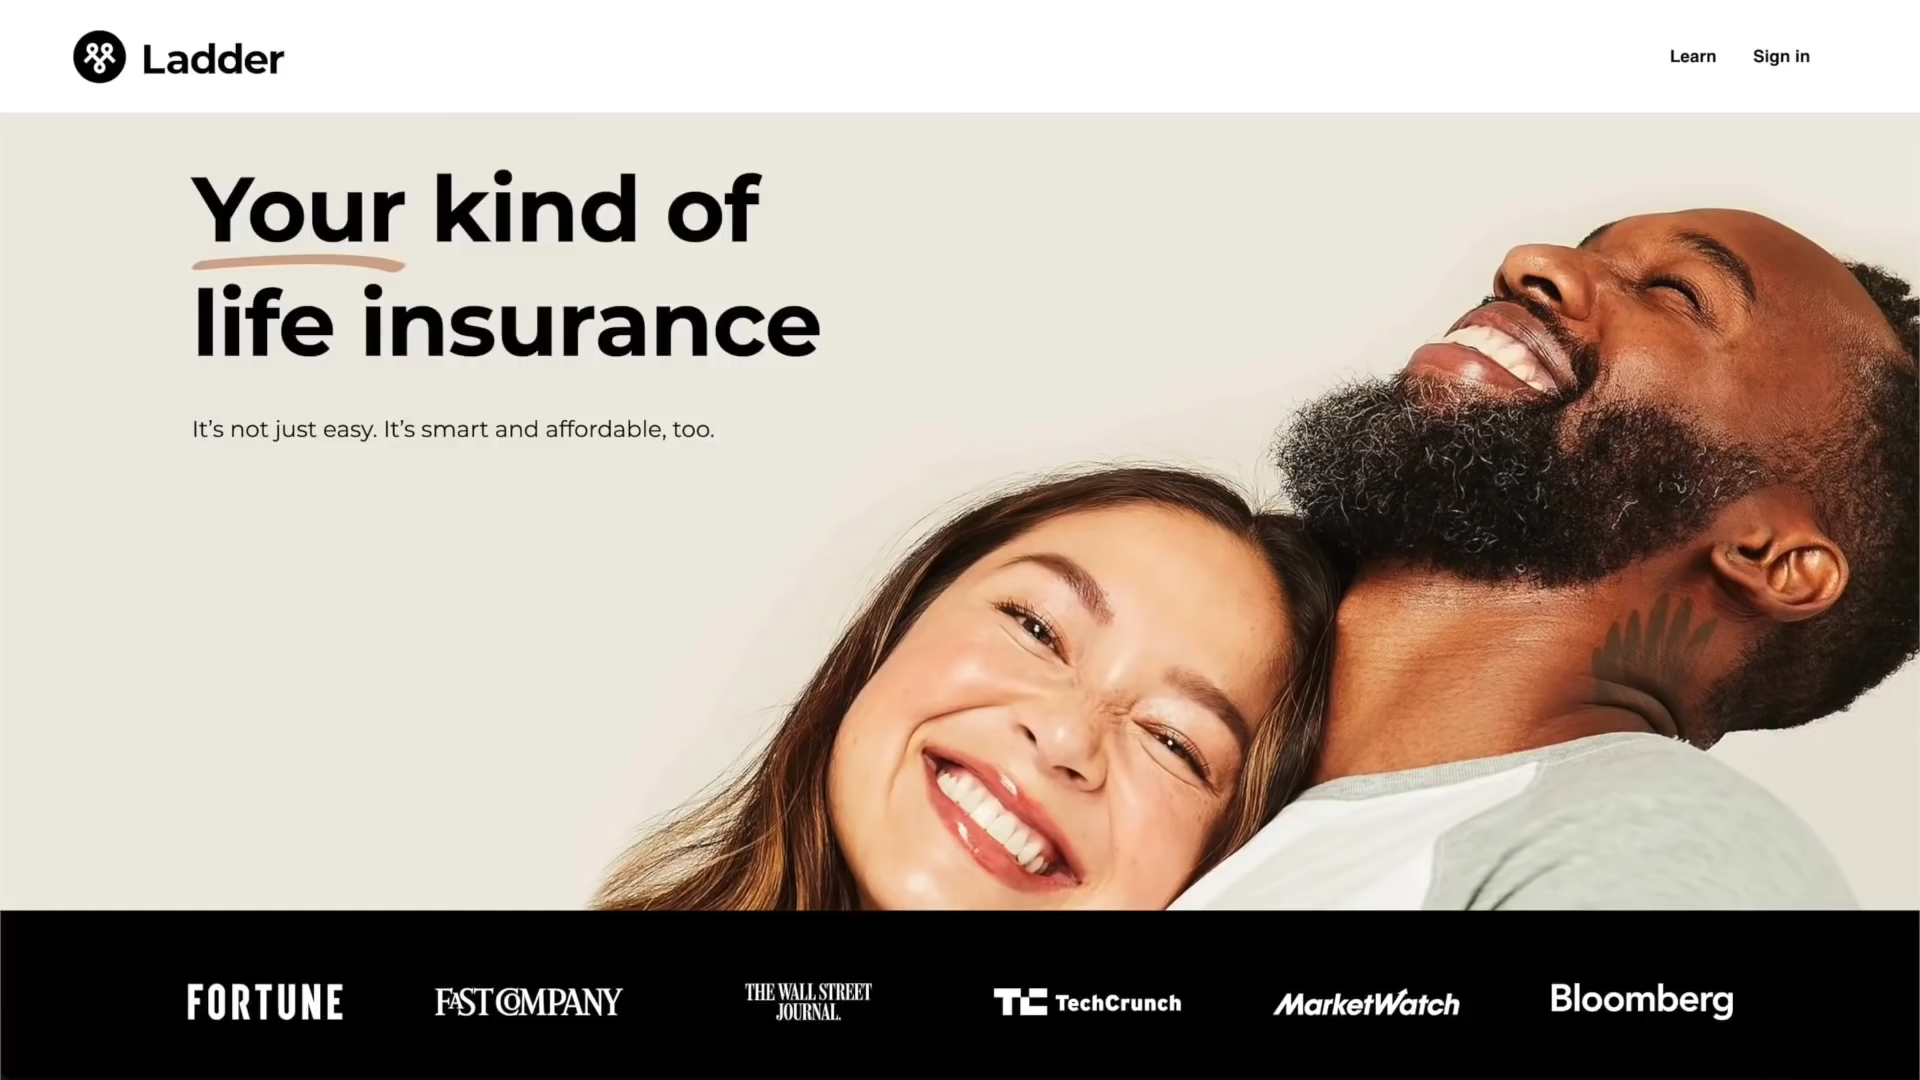 Ladder
Learn
Sign in
Your kind of
life insurance
It’s not just easy. It’s smart and affordable, too.
FORTUNE
FAST COMPANY
THE WALL STREET
JOURNAL.
TC TechCrunch
MarketWatch
Bloomberg